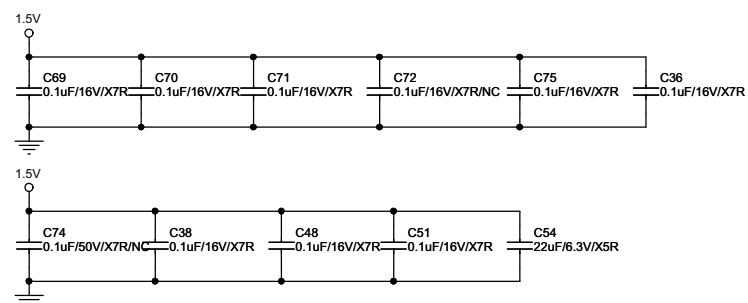 1.5V
C69
0.1uF/16V/X7R
C70
0.1uF/16V/X7R
C71
0.1uF/16V/X7R
C72
0.1uF/16V/X7R/NC
C75
0.1uF/16V/X7R
C36
0.1uF/16V/X7R
1.5V
C74
0.1uF/50V/X7R/NC
C38
0.1uF/16V/X7R
C48
0.1uF/16V/X7R
C51
0.1uF/16V/X7R
C54
22uF/6.3V/X5R